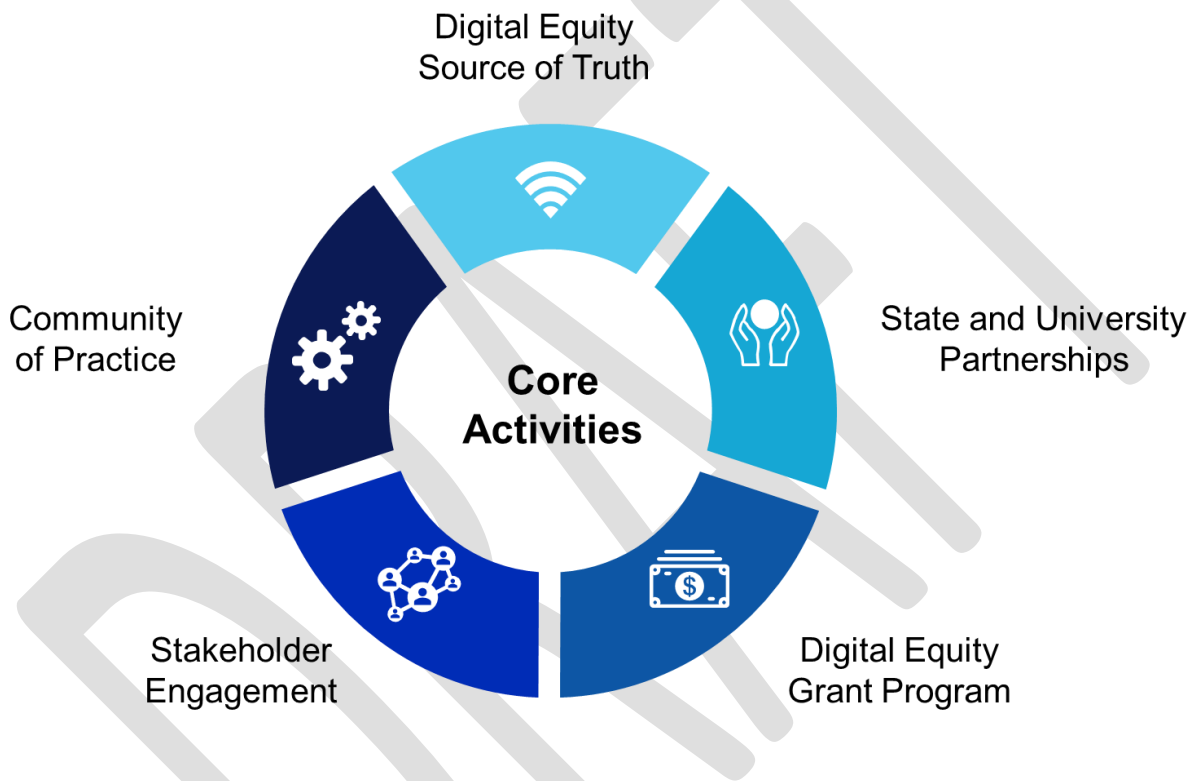 Digital Equity
Source of Truth
State and University
Partnerships
Digital Equity
Grant Program
Stakeholder
Engagement
Community
of Practice
Core
Activities
$
DRAFT